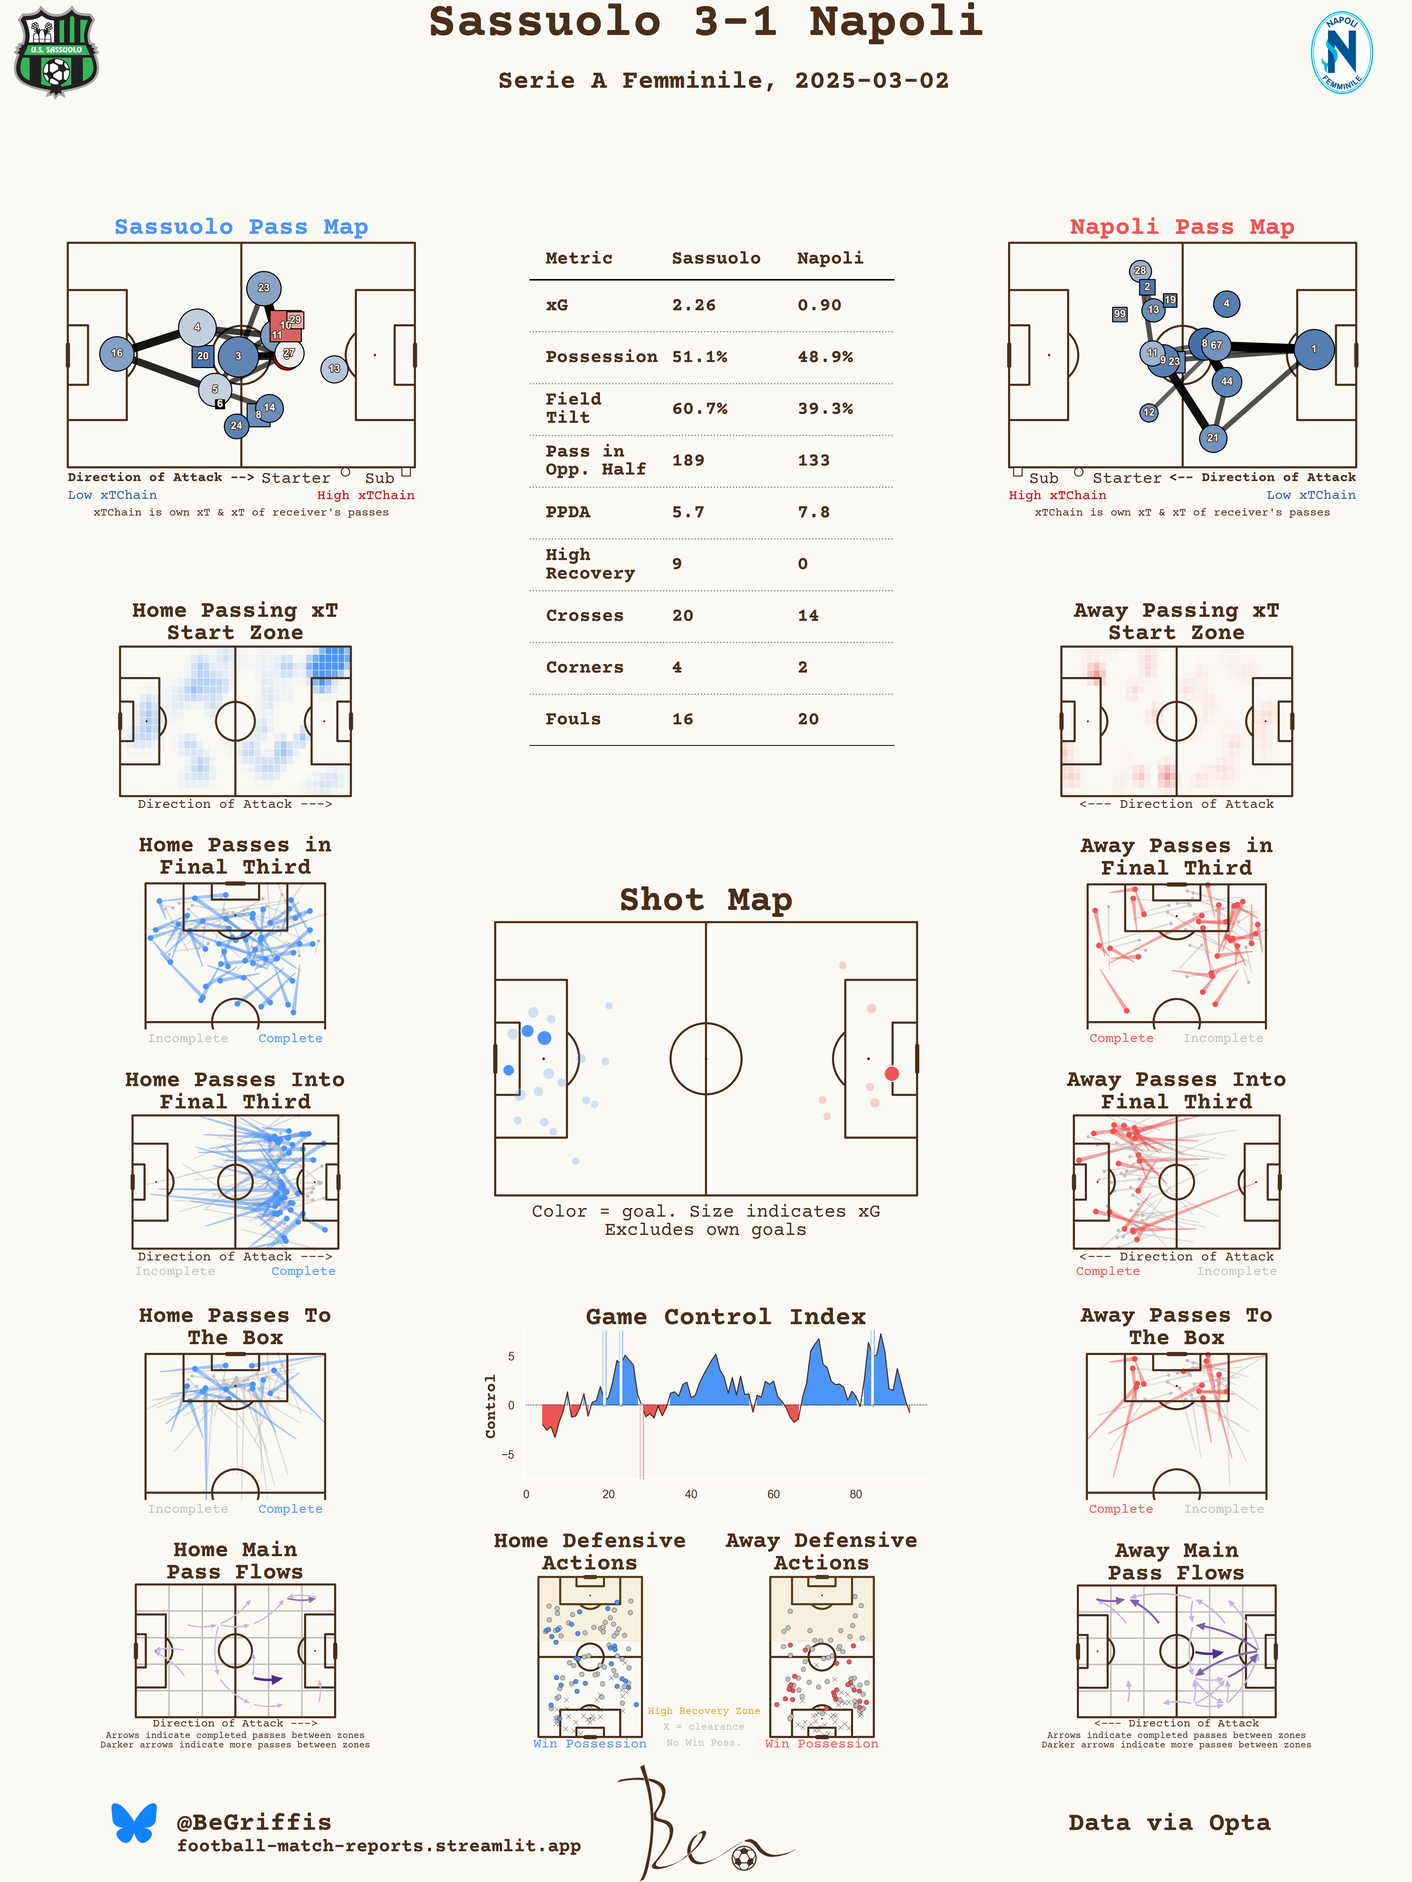 Sassuolo 3-1 Napoli
Serie A Femminile, 2025-03-02
U.S. SASSUOLO
NAPOLI
N
FEMMINILE
Sassuolo Pass Map
23
4
10
29
11
16
20
3
27
13
5
6
8
14
24
Direction of Attack --> Starter Sub
Low xTChain High xTChain
xTChain is own xT & xT of receiver's passes
Metric Sassuolo Napoli
xG 2.26 0.90
Possession 51.1% 48.9%
Field
Tilt 60.7% 39.3%
Pass in
Opp. Half 189 133
PPDA 5.7 7.8
High
Recovery 9 0
Crosses 20 14
Corners 4 2
Fouls 16 20
Napoli Pass Map
28
2
19
4
99
13
8
67
1
11
9
23
44
12
21
Sub Starter <-- Direction of Attack
High xTChain Low xTChain
xTChain is own xT & xT of receiver's passes
Home Passing xT
Start Zone
Direction of Attack --->
Away Passing xT
Start Zone
<--- Direction of Attack
Home Passes in
Final Third
Incomplete Complete
Away Passes in
Final Third
Complete Incomplete
Shot Map
Color = goal. Size indicates xG
Excludes own goals
Home Passes Into
Final Third
Direction of Attack --->
Incomplete Complete
Away Passes Into
Final Third
<--- Direction of Attack
Complete Incomplete
Home Passes To
The Box
Incomplete Complete
Game Control Index
Control
5
0
−5
0 20 40 60 80
Away Passes To
The Box
Complete Incomplete
Home Main
Pass Flows
Direction of Attack --->
Arrows indicate completed passes between zones
Darker arrows indicate more passes between zones
Home Defensive
Actions
Win Possession
Away Defensive
Actions
Win Possession
High Recovery Zone
X = clearance
No Win Poss.
Away Main
Pass Flows
<--- Direction of Attack
Arrows indicate completed passes between zones
Darker arrows indicate more passes between zones
@BeGriffis
football-match-reports.streamlit.app
Ben
Data via Opta